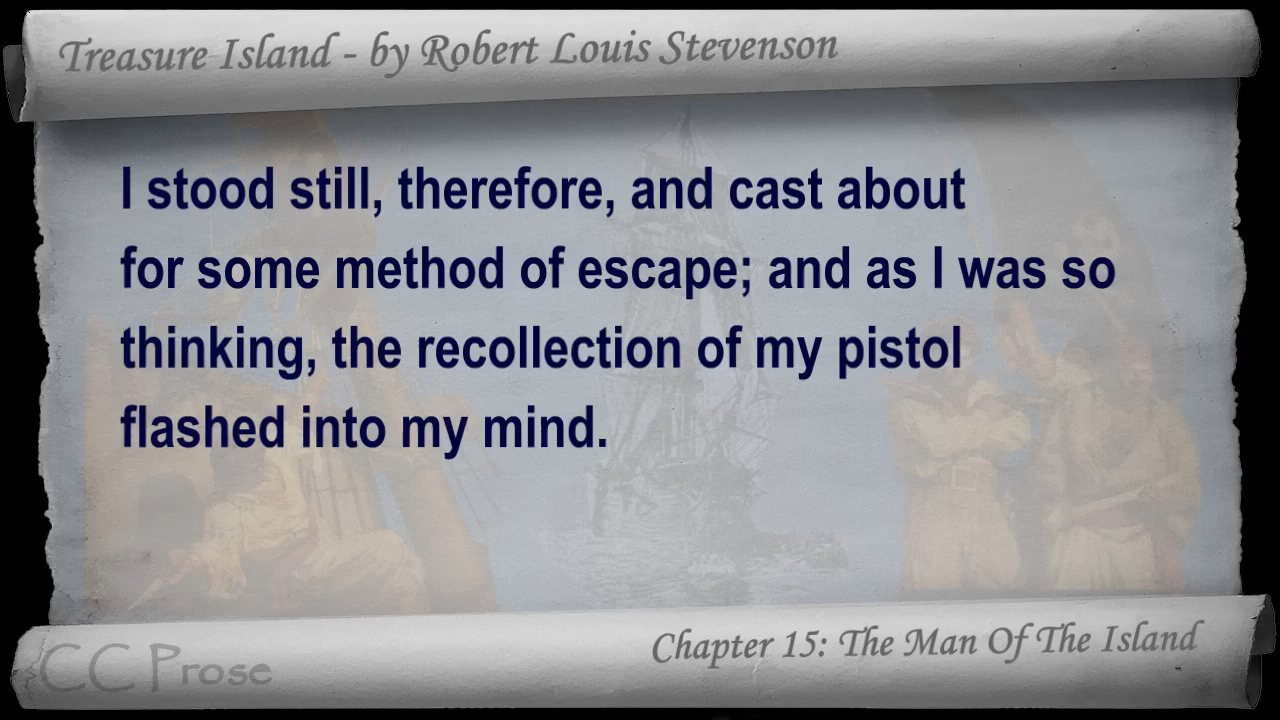 Treasure Island - by Robert Louis Stevenson
I stood still, therefore, and cast about
for some method of escape; and as I was so
thinking, the recollection of my pistol
flashed into my mind.
Chapter 15: The Man Of The Island
CC Prose